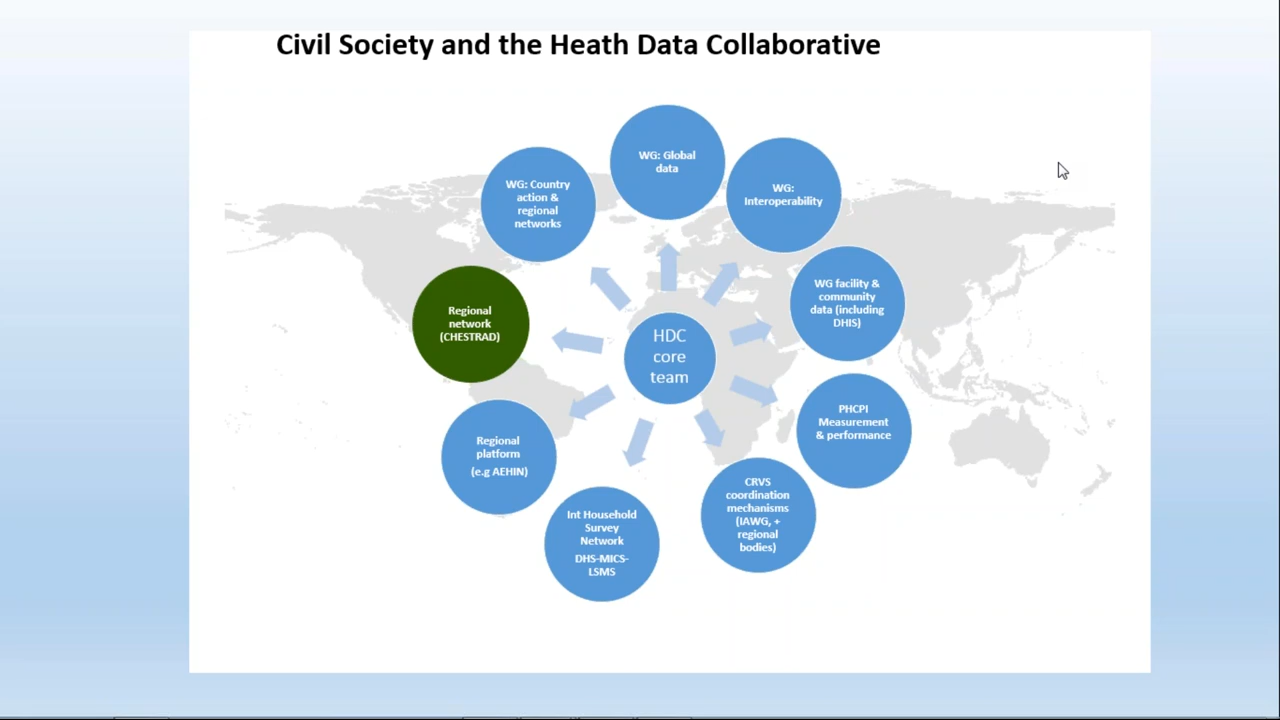 Civil Society and the Heath Data Collaborative
WG: Global
data
WG: Country
action &
regional
networks
WG:
Interoperability
WG facility &
community
data (including
DHIS)
Regional
network
(CHESTRAD)
HDC
core
team
PHCPI
Measurement
& performance
Regional
platform
(e.g AEHIN)
CRVS
coordination
mechanisms
(IAWG, +
regional
bodies)
Int Household
Survey
Network
DHS-MICS-
LSMS